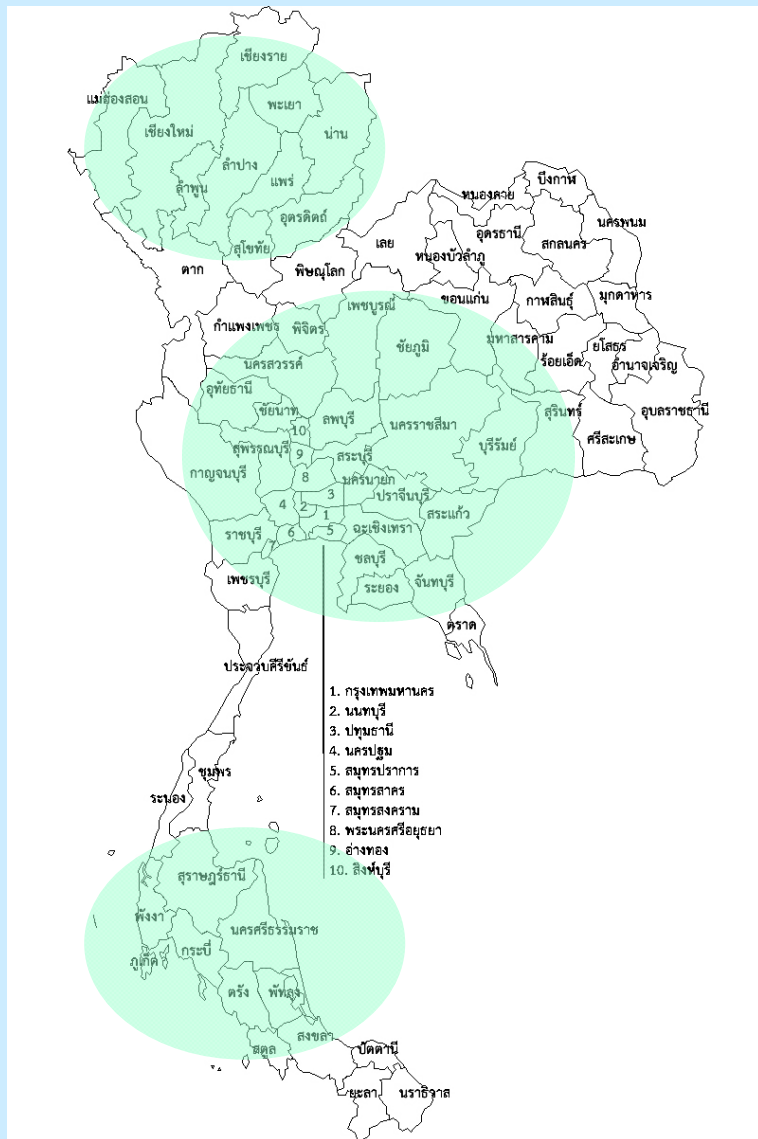 เชียงราย
แม่ฮ่องสอน
พะเยา
เชียงใหม่
น่าน
ลำปาง
ลำพูน
แพร่
บึงกาฬ
หนองคาย
อุตรดิตถ์
นครพนม
อุดรธานี
สุโขทัย
เลย
สกลนคร
หนองบัวลำภู
ตาก
พิษณุโลก
ขอนแก่น
กาฬสินธุ์
มุกดาหาร
เพชบูรณ์
กำแพงเพชร
พิจิตร
มหาสารคาม
ยโสธร
ชัยภูมิ
ร้อยเอ็ด
อำนาจเจริญ
นครสวรรค์
อุทัยธานี
ชัยนาท
ลพบุรี
นครราชสีมา
สุรินทร์
อุบลราชธานี
10
สุพรรณบุรี
บุรีรัมย์
ศรีสะเกษ
9
สระบุรี
กาญจนบุรี
8
นครนายก
3
ปราจีนบุรี
4
2
1
สระแก้ว
ราชบุรี
6
5
ฉะเชิงเทรา
7
ชลบุรี
เพชรบุรี
ระยอง
จันทบุรี
ตราด
ประจวบคีรีขันธ์
1. กรุงเทพมหานคร
2. นนทบุรี
3. ปทุมธานี
4. นครปฐม
5. สมุทรปราการ
6. สมุทรสาคร
7. สมุทรสงคราม
8. พระนครศรีอยุธยา
9. อ่างทอง
10. สิงห์บุรี
ชุมพร
ระนอง
สุราษฎร์ธานี
พังงา
นครศรีธรรมราช
กระบี่
ภูเก็ต
ตรัง
พัทลุง
สงขลา
สตูล
ปัตตานี
ยะลา
นราธิวาส